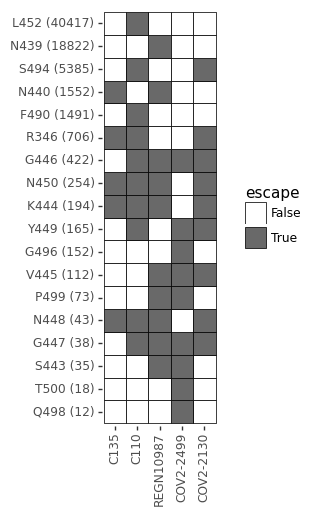 L452 (40417)
N439 (18822)
S494 (5385)
N440 (1552)
F490 (1491)
R346 (706)
G446 (422)
N450 (254)
K444 (194)
Y449 (165)
G496 (152)
V445 (112)
P499 (73)
N448 (43)
G447 (38)
S443 (35)
T500 (18)
Q498 (12)
C135
C110
REGN10987
COV2-2499
COV2-2130
escape
False
True